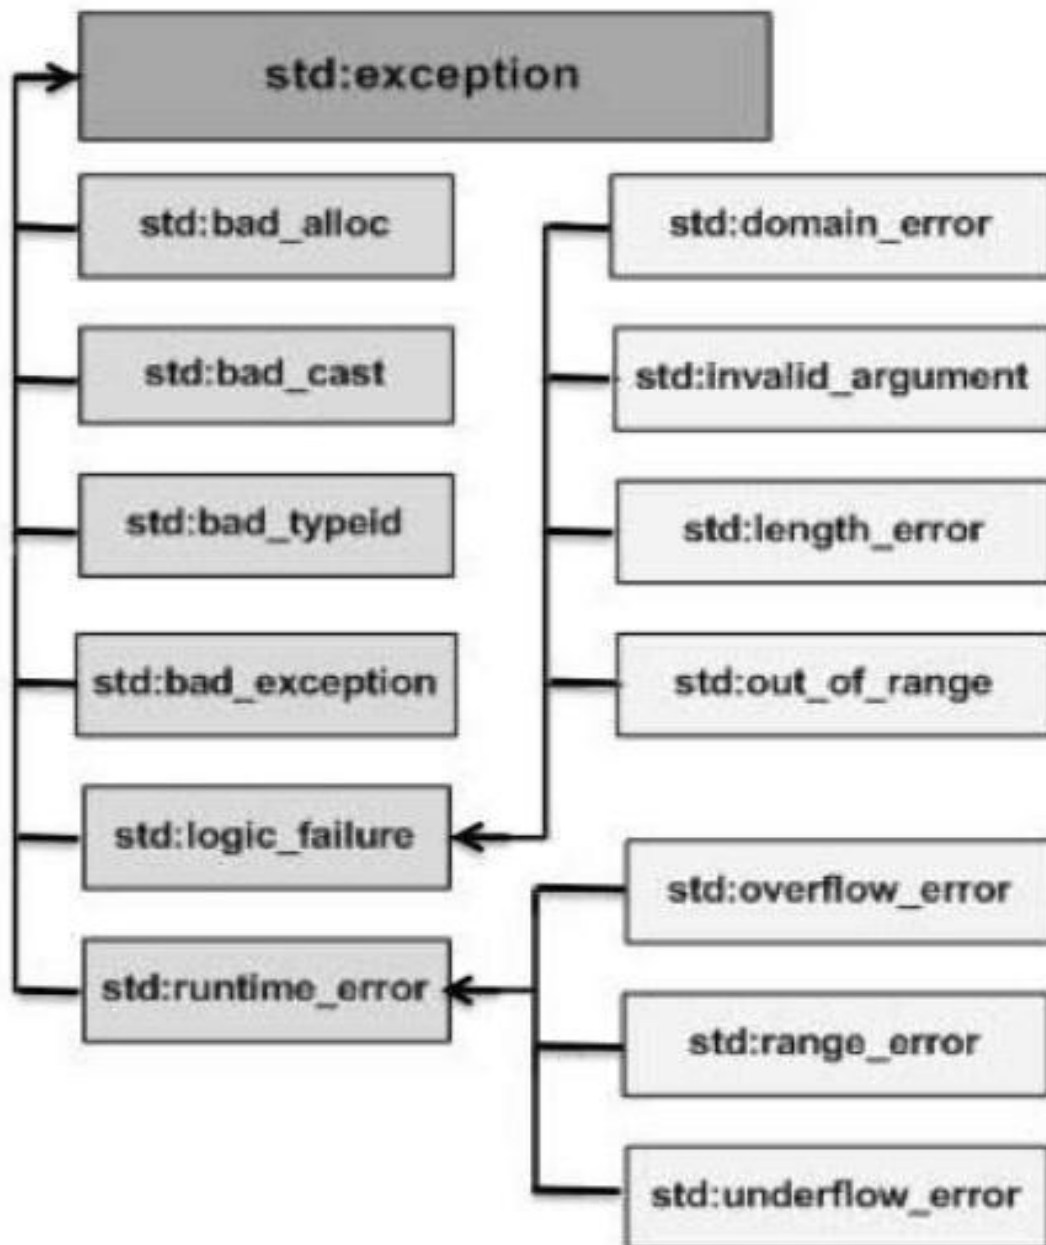 std:exception
std:bad_alloc
std:bad_cast
std:bad_typeid
std:bad_exception
std:logic_failure
std:runtime_error
std:domain_error
std:invalid_argument
std:length_error
std:out_of_range
std:overflow_error
std:range_error
std:underflow_error